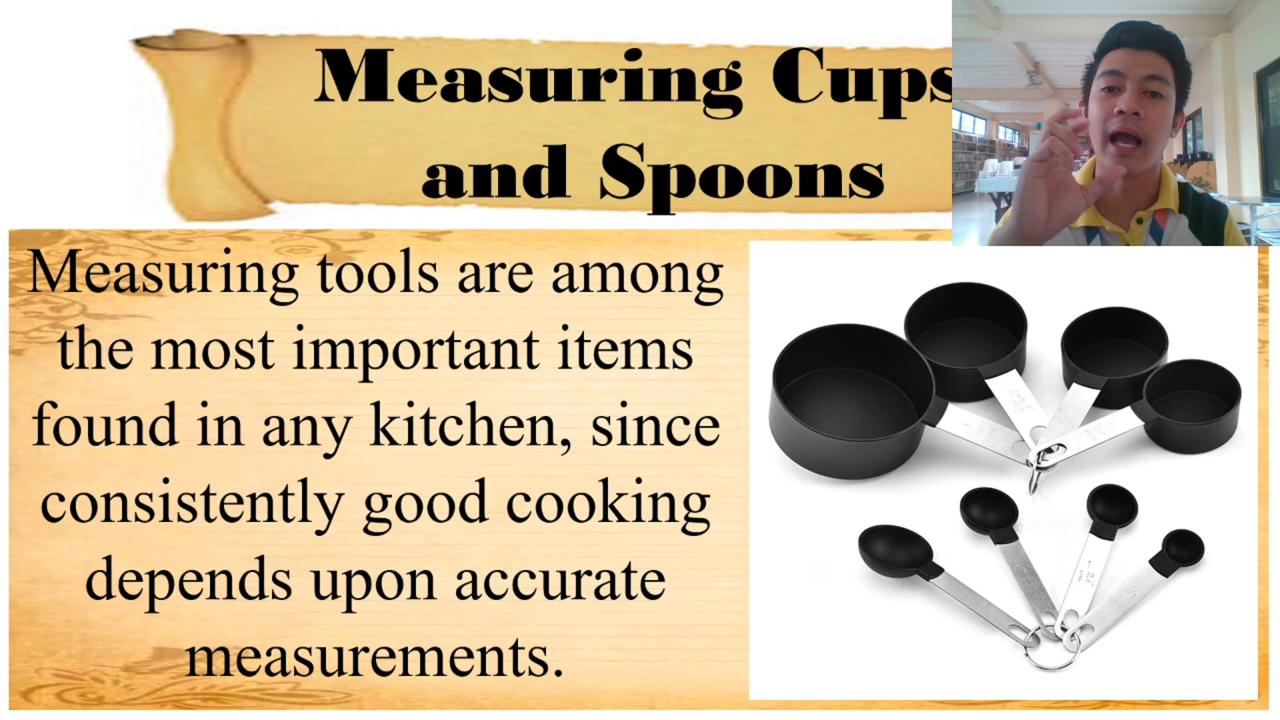 Measuring Cups
and Spoons
Measuring tools are among
the most important items
found in any kitchen, since
consistently good cooking
depends upon accurate
measurements.